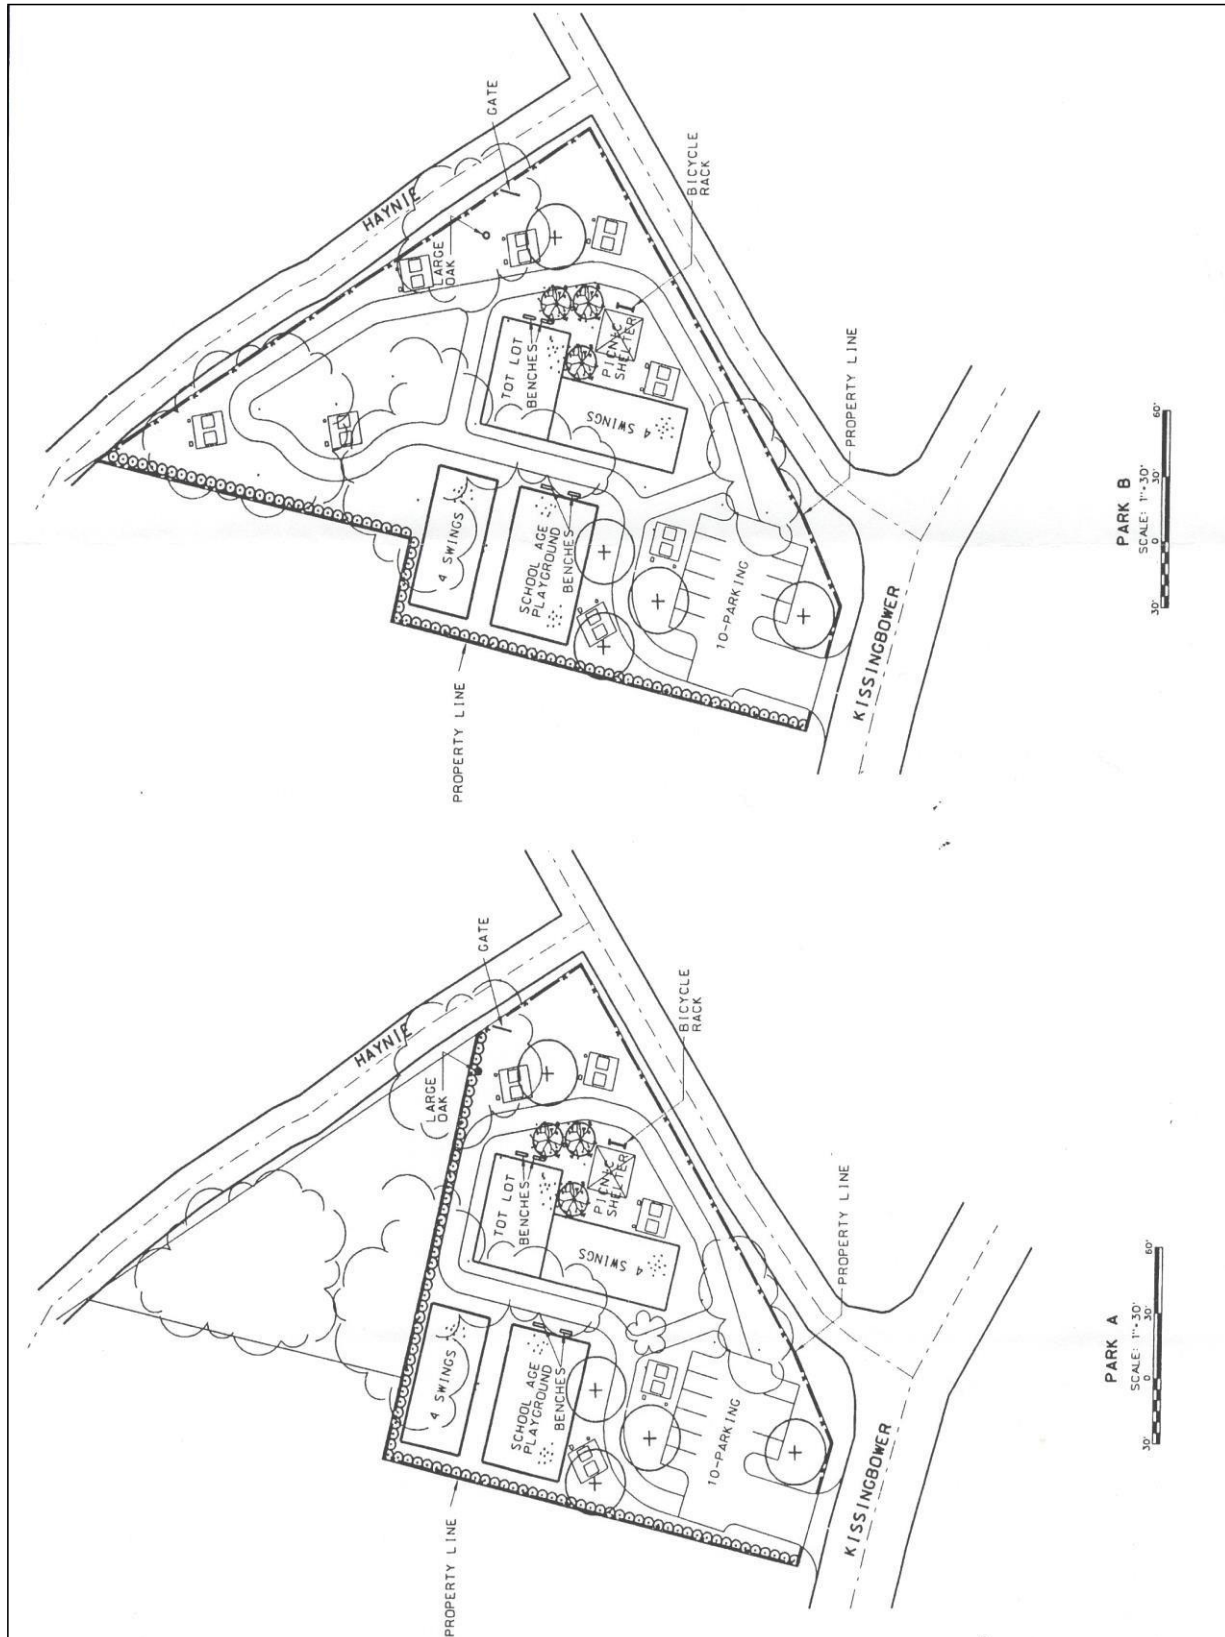 HAYNIE
GATE
LARGE
OAK
BICYCLE
RACK
TOT LOT
BENCHES
PICNIC
SHELTER
4 SWINGS
4 SWINGS
SCHOOL AGE
PLAYGROUND
BENCHES
10-PARKING
PROPERTY LINE
PROPERTY LINE
KISSINGBOWER
PARK B
SCALE: 1"-30'
30' 0 30' 60'
HAYNIE
GATE
LARGE
OAK
BICYCLE
RACK
TOT LOT
BENCHES
PICNIC
SHELTER
4 SWINGS
4 SWINGS
SCHOOL AGE
PLAYGROUND
BENCHES
10-PARKING
PROPERTY LINE
PROPERTY LINE
KISSINGBOWER
PARK A
SCALE: 1"-30'
30' 0 30' 60'